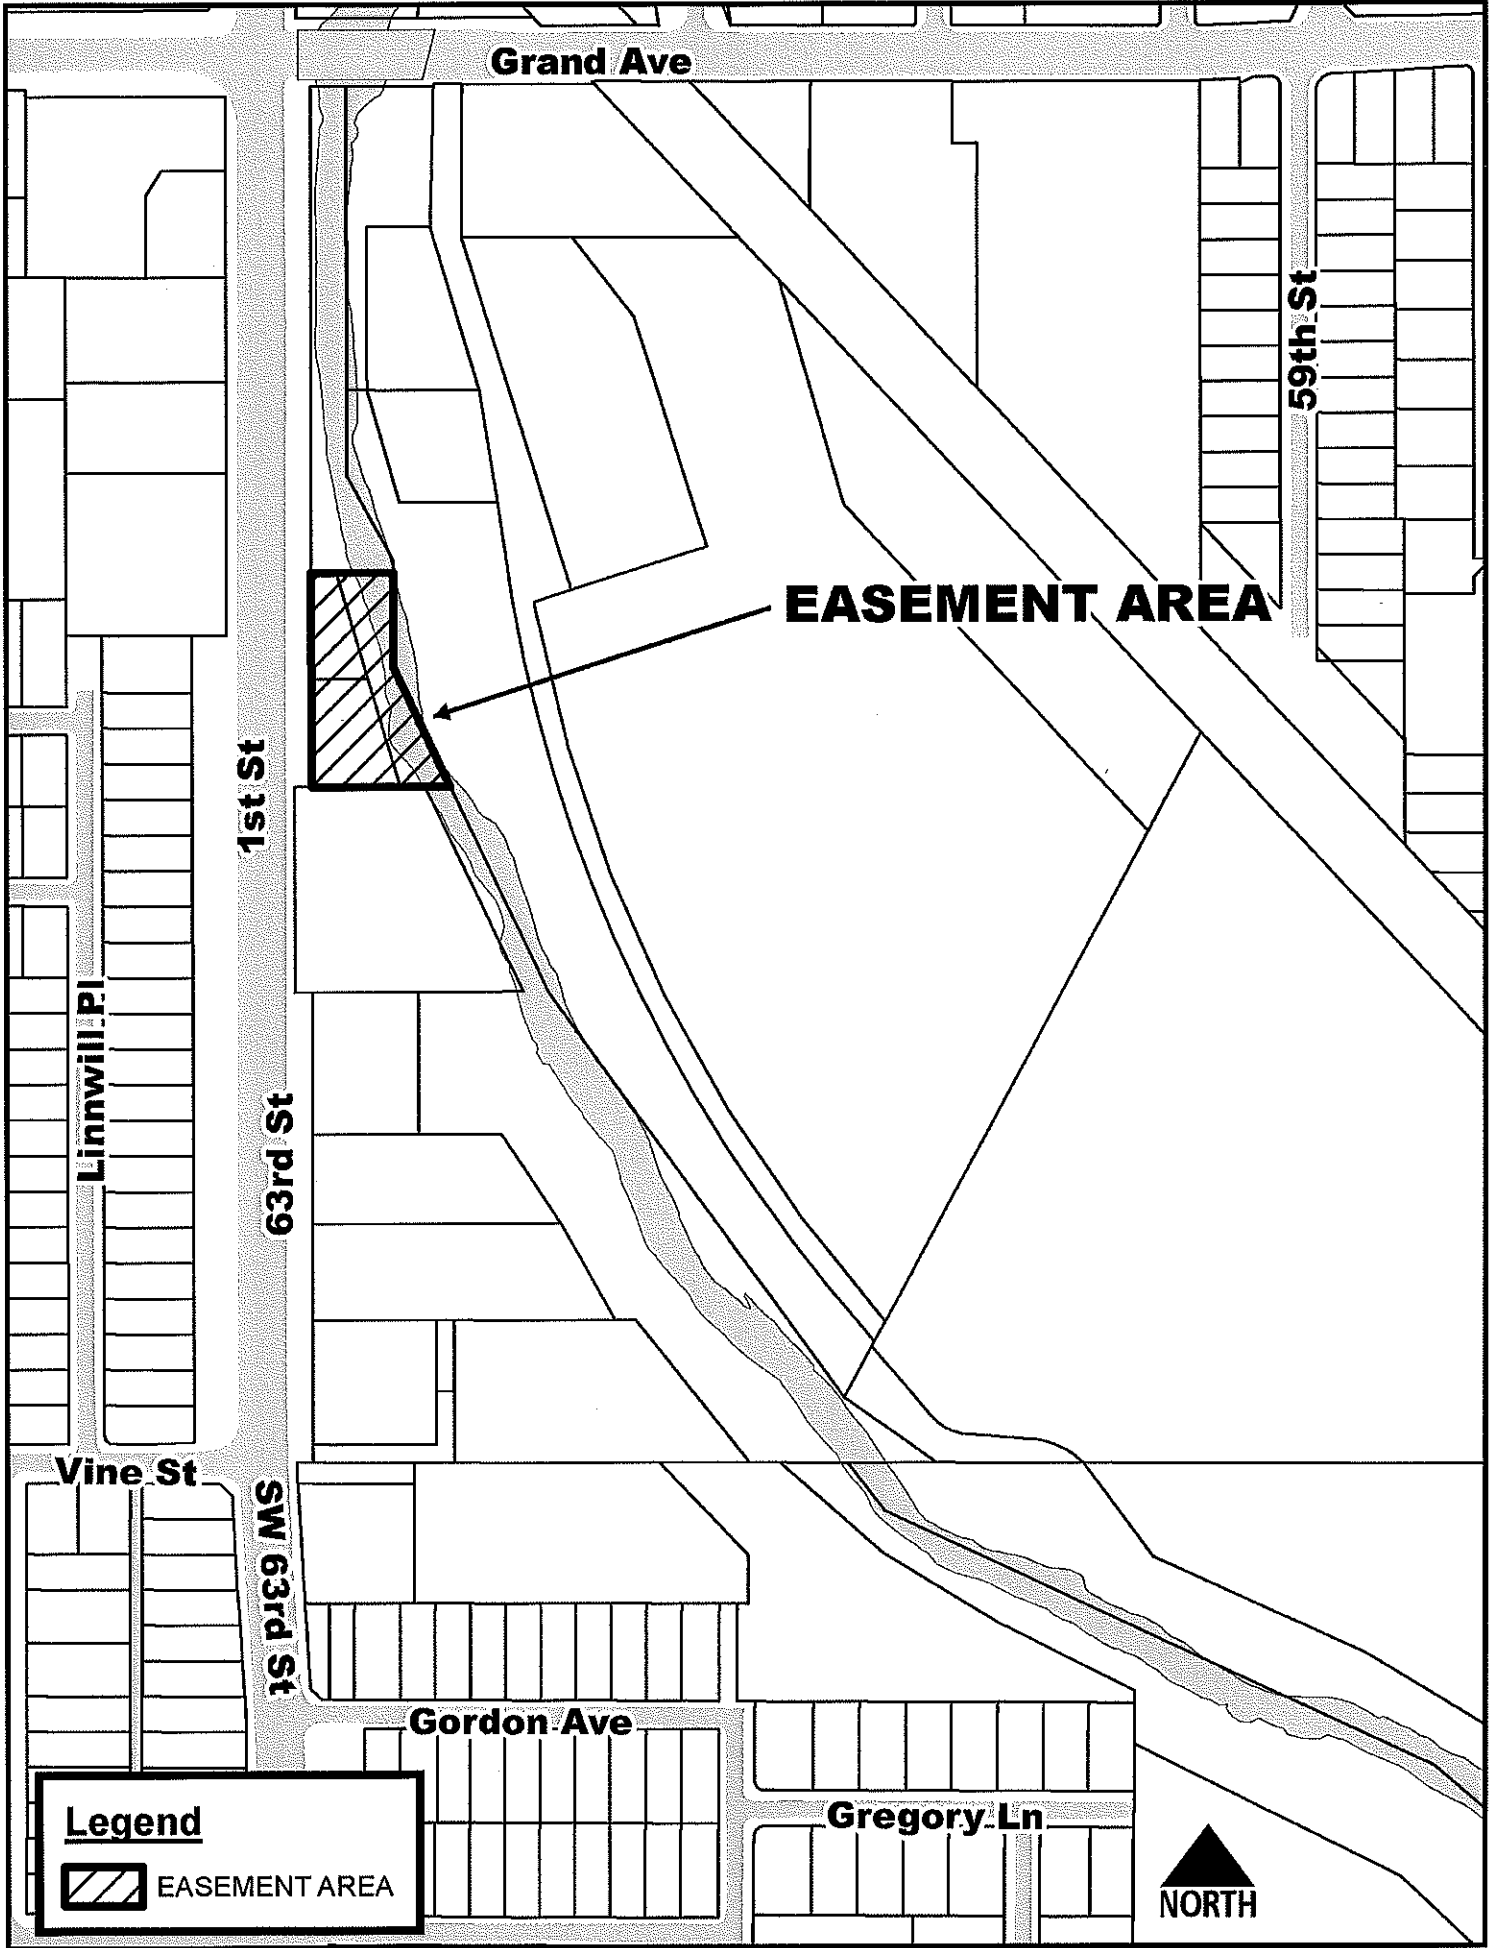 Grand Ave
59th St
EASEMENT AREA
1st St
Linnwill Pl
63rd St
Vine St
SW 63rd St
Gordon Ave
Gregory Ln
Legend
EASEMENT AREA
NORTH